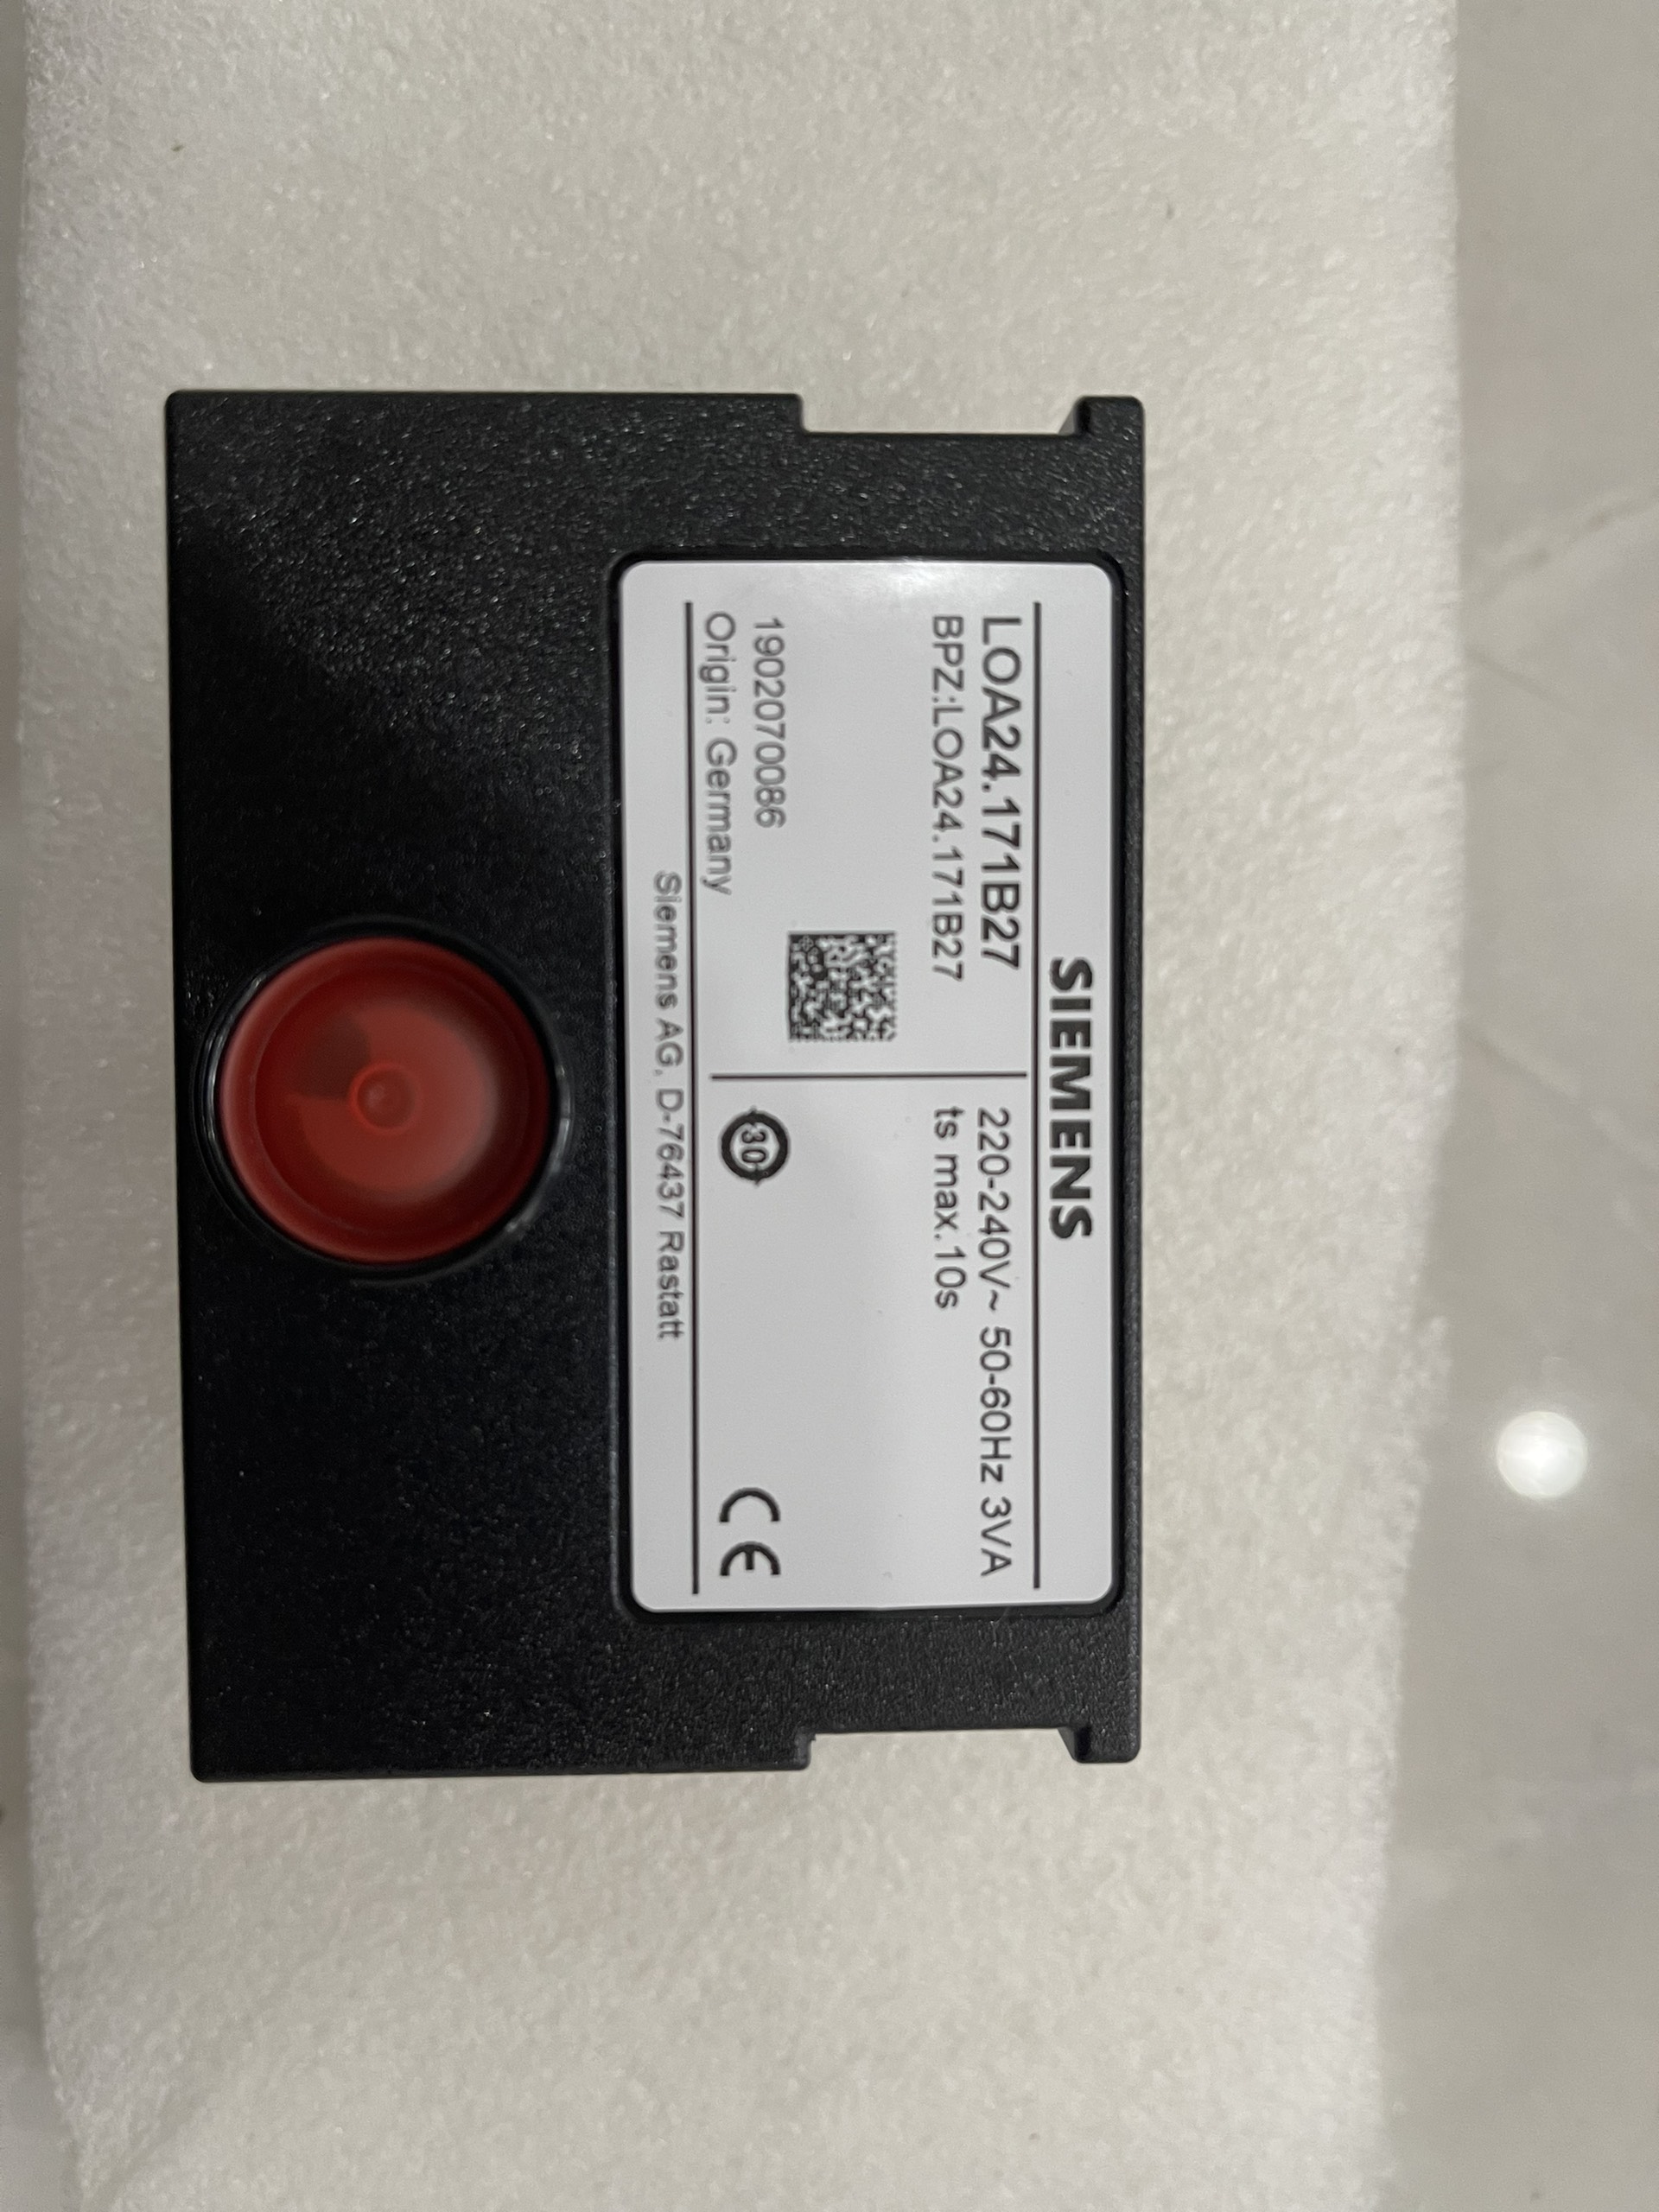 SIEMENS
LOA24.171B27
BPZ:LOA24.171B27
1902070086
Origin: Germany
220-240V~ 50-60Hz 3VA
ts max.10s
30
CE
Siemens AG, D-76437 Rastatt